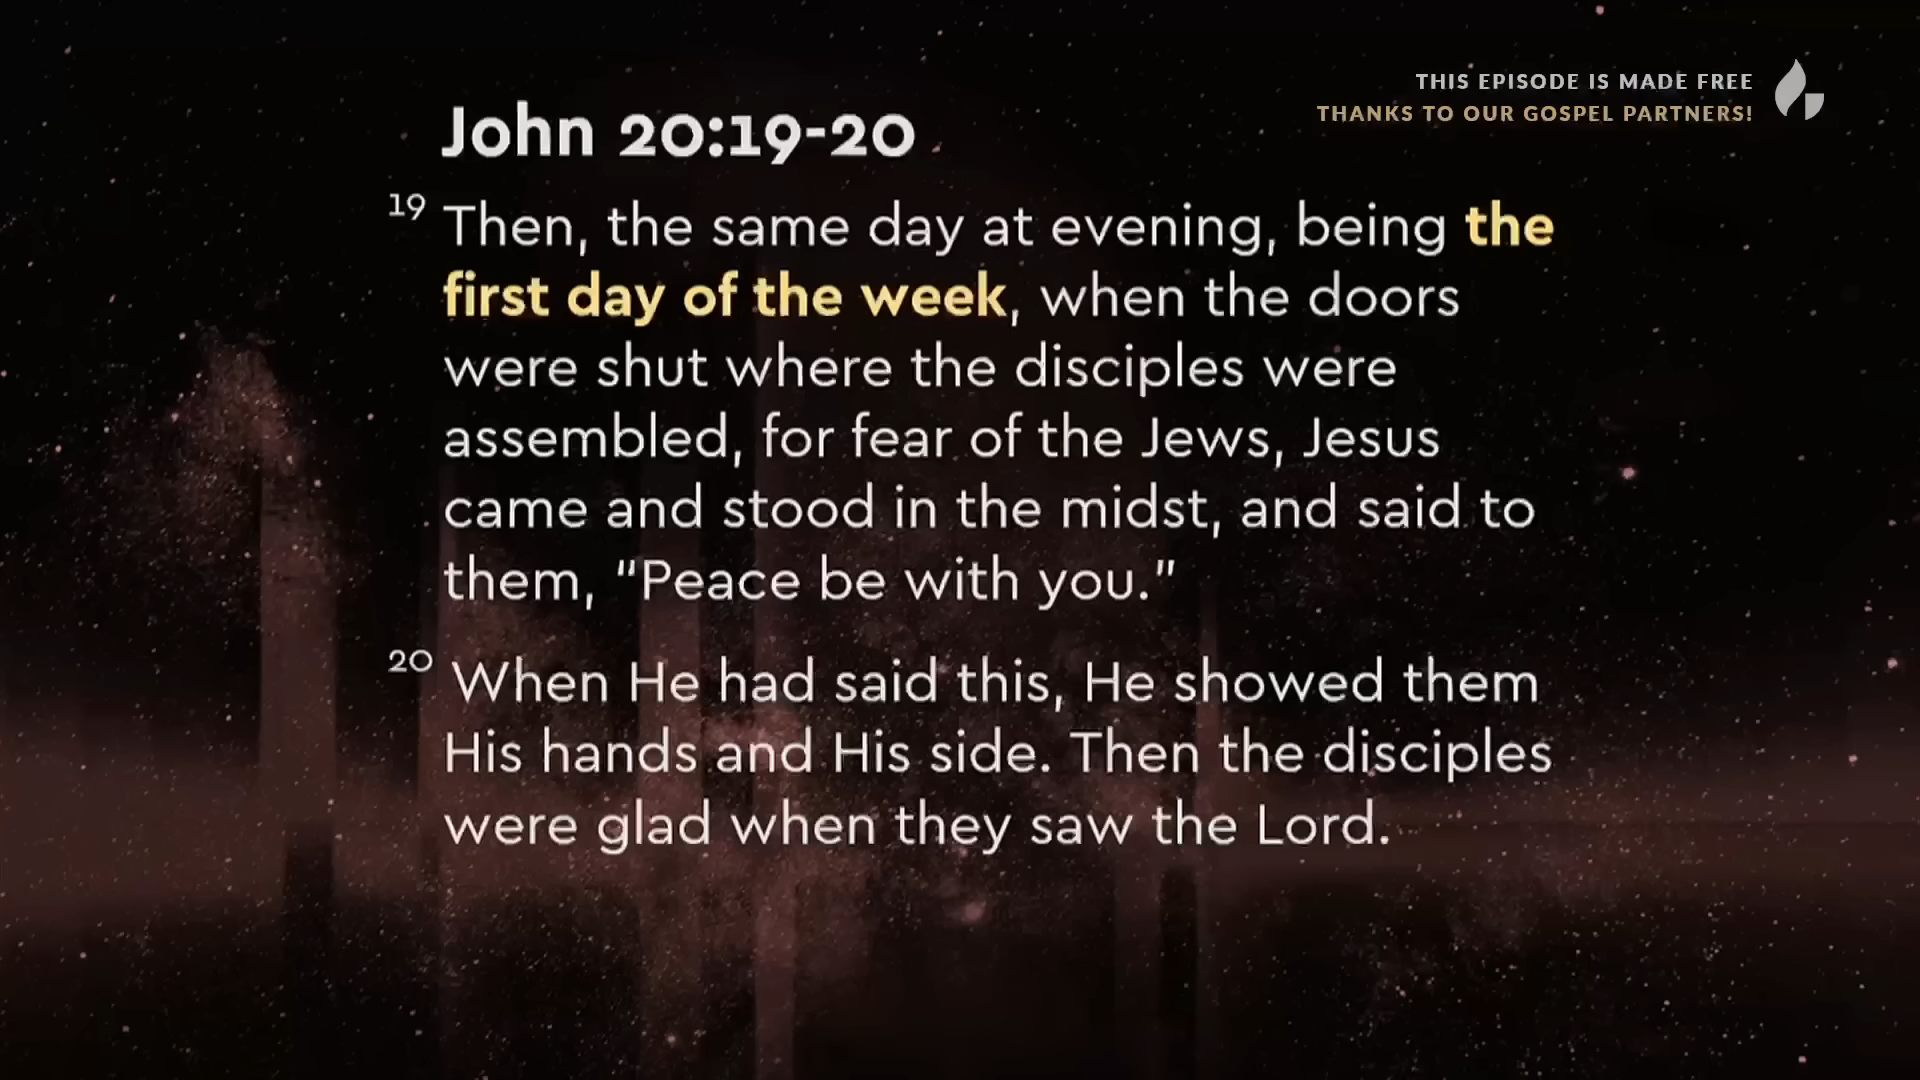 THIS EPISODE IS MADE FREE
THANKS TO OUR GOSPEL PARTNERS!
John 20:19-20
19 Then, the same day at evening, being the
first day of the week, when the doors
were shut where the disciples were
assembled, for fear of the Jews, Jesus
came and stood in the midst, and said to
them, “Peace be with you.”
20 When He had said this, He showed them
His hands and His side. Then the disciples
were glad when they saw the Lord.